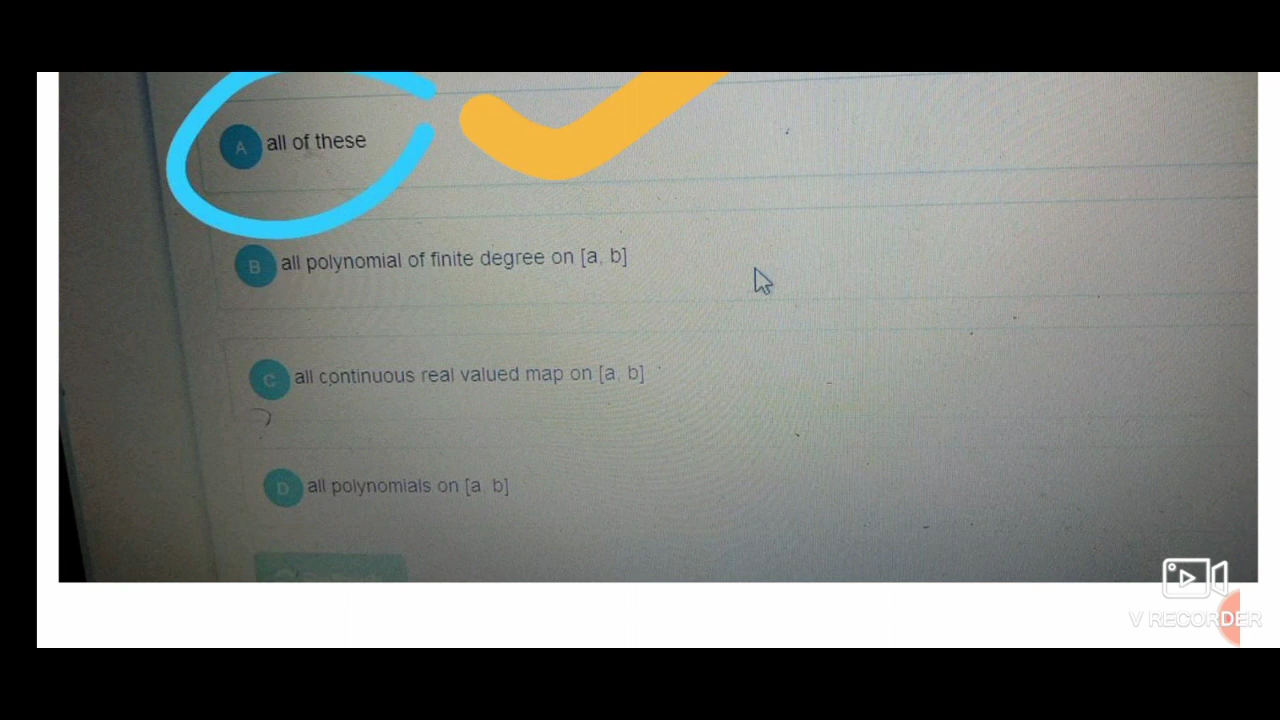 A all of these
B all polynomial of finite degree on [a, b]
C all continuous real valued map on [a, b]
D all polynomials on [a, b]
V RECORDER